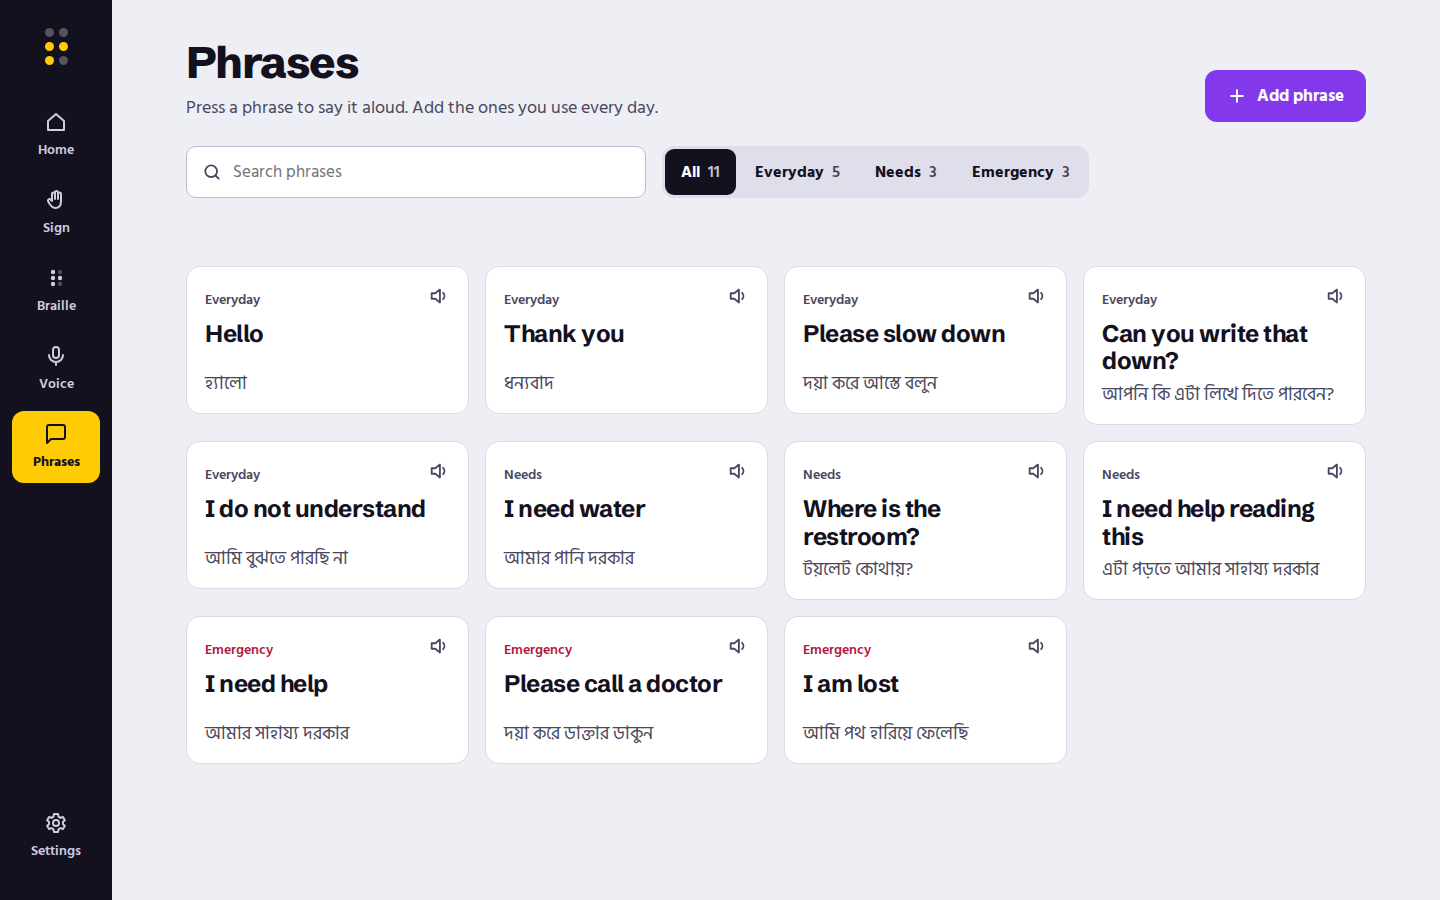 Home
Sign
Braille
Voice
Phrases
Settings
Phrases
Press a phrase to say it aloud. Add the ones you use every day.
Add phrase
Search phrases
All 11
Everyday 5
Needs 3
Emergency 3
Everyday
Hello
হ্যালো
Everyday
Thank you
ধন্যবাদ
Everyday
Please slow down
দয়া করে আস্তে বলুন
Everyday
Can you write that
down?
আপনি কি এটা লিখে দিতে পারবেন?
Everyday
I do not understand
আমি বুঝতে পারছি না
Needs
I need water
আমার পানি দরকার
Needs
Where is the
restroom?
টয়লেট কোথায়?
Needs
I need help reading
this
এটা পড়তে আমার সাহায্য দরকার
Emergency
I need help
আমার সাহায্য দরকার
Emergency
Please call a doctor
দয়া করে ডাক্তার ডাকুন
Emergency
I am lost
আমি পথ হারিয়ে ফেলেছি